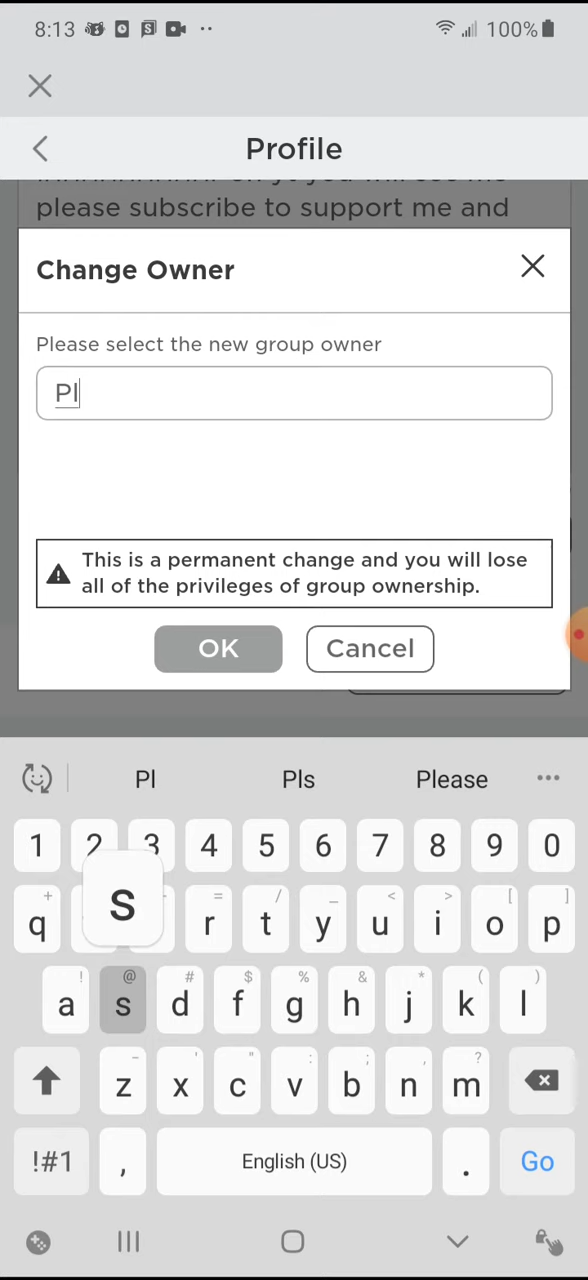 8:13
100%
Profile
please subscribe to support me and
Change Owner
Please select the new group owner
Pl
This is a permanent change and you will lose
all of the privileges of group ownership.
OK Cancel
Pl Pls Please
1 2 3 4 5 6 7 8 9 0
+ = / _ < > [ ]
q r t y u i o p
S
! @ # $ % & * ( )
a s d f g h j k l
- ' " : ; , ?
z x c v b n m
!#1 , English (US) . Go